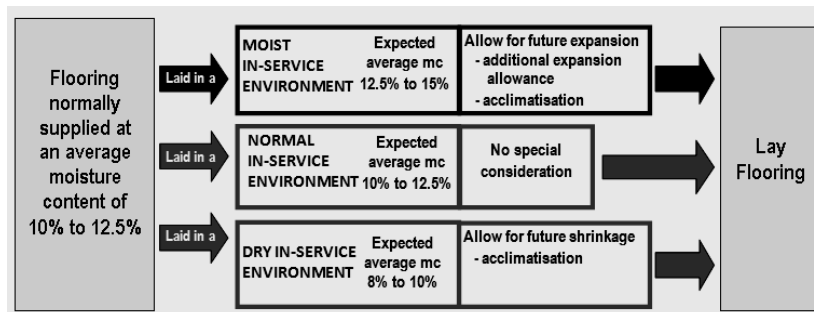 Flooring
normally
supplied at
an average
moisture
content of
10% to 12.5%
Laid in a
MOIST
IN-SERVICE
ENVIRONMENT
Expected
average mc
12.5% to 15%
Allow for future expansion
- additional expansion
allowance
- acclimatisation
Laid in a
NORMAL
IN-SERVICE
ENVIRONMENT
Expected
average mc
10% to 12.5%
No special
consideration
Laid in a
DRY IN-SERVICE
ENVIRONMENT
Expected
average mc
8% to 10%
Allow for future shrinkage
- acclimatisation
Lay
Flooring